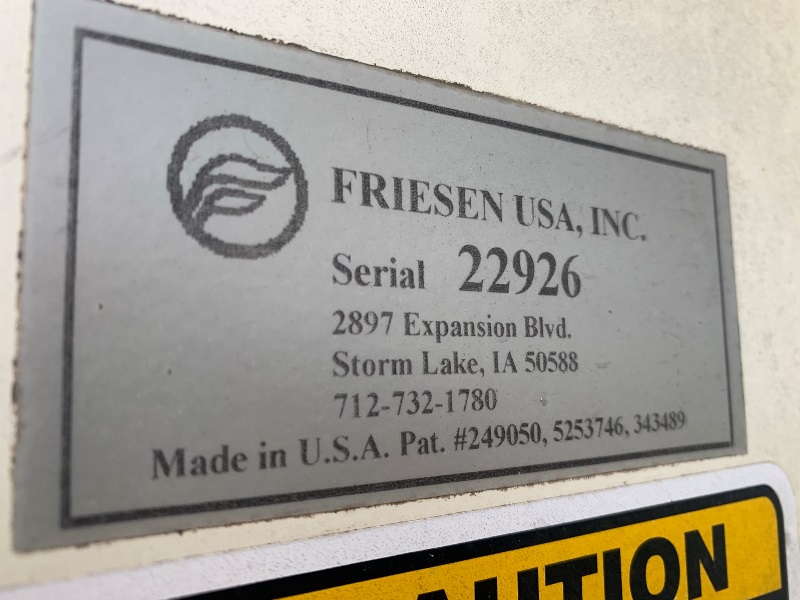 FRIESEN USA, INC.
Serial 22926
2897 Expansion Blvd.
Storm Lake, IA 50588
712-732-1780
Made in U.S.A. Pat. #249050, 5253746, 343489